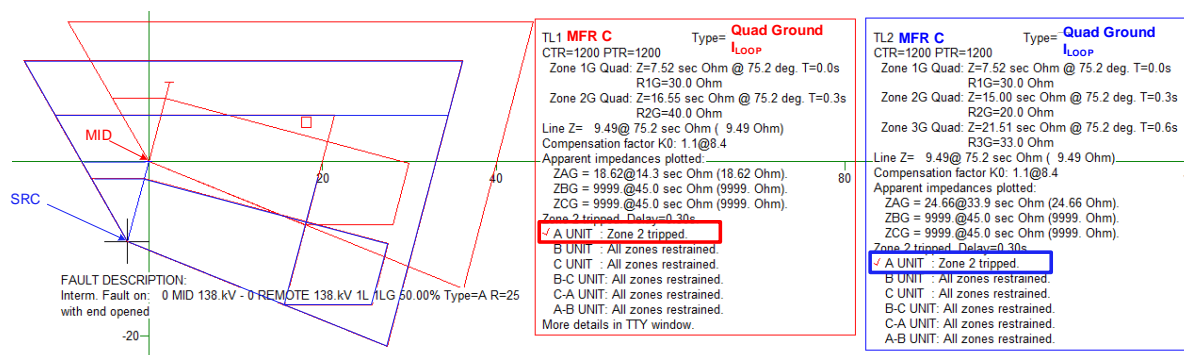 MID
SRC
20
40
80
-20
FAULT DESCRIPTION:
Interm. Fault on: 0 MID 138.kV - 0 REMOTE 138.kV 1L 1LG 50.00% Type=A R=25
with end opened
TL1 MFR C Type= Quad Ground
I LOOP
CTR=1200 PTR=1200
Zone 1G Quad: Z=7.52 sec Ohm @ 75.2 deg. T=0.0s
R1G=30.0 Ohm
Zone 2G Quad: Z=16.55 sec Ohm @ 75.2 deg. T=0.3s
R2G=40.0 Ohm
Line Z= 9.49@ 75.2 sec Ohm ( 9.49 Ohm)
Compensation factor K0: 1.1@8.4
Apparent impedances plotted:
ZAG = 18.62@14.3 sec Ohm (18.62 Ohm).
ZBG = 9999.@45.0 sec Ohm (9999. Ohm).
ZCG = 9999.@45.0 sec Ohm (9999. Ohm).
Zone 2 tripped. Delay=0.30s
✓ A UNIT : Zone 2 tripped.
B UNIT : All zones restrained.
C UNIT : All zones restrained.
B-C UNIT: All zones restrained.
C-A UNIT: All zones restrained.
A-B UNIT: All zones restrained.
More details in TTY window.
TL2 MFR C Type= Quad Ground
I LOOP
CTR=1200 PTR=1200
Zone 1G Quad: Z=7.52 sec Ohm @ 75.2 deg. T=0.0s
R1G=30.0 Ohm
Zone 2G Quad: Z=15.00 sec Ohm @ 75.2 deg. T=0.3s
R2G=20.0 Ohm
Zone 3G Quad: Z=21.51 sec Ohm @ 75.2 deg. T=0.6s
R3G=33.0 Ohm
Line Z= 9.49@ 75.2 sec Ohm ( 9.49 Ohm)
Compensation factor K0: 1.1@8.4
Apparent impedances plotted:
ZAG = 24.66@33.9 sec Ohm (24.66 Ohm).
ZBG = 9999.@45.0 sec Ohm (9999. Ohm).
ZCG = 9999.@45.0 sec Ohm (9999. Ohm).
Zone 2 tripped. Delay=0.30s
✓ A UNIT : Zone 2 tripped.
B UNIT : All zones restrained.
C UNIT : All zones restrained.
B-C UNIT: All zones restrained.
C-A UNIT: All zones restrained.
A-B UNIT: All zones restrained.